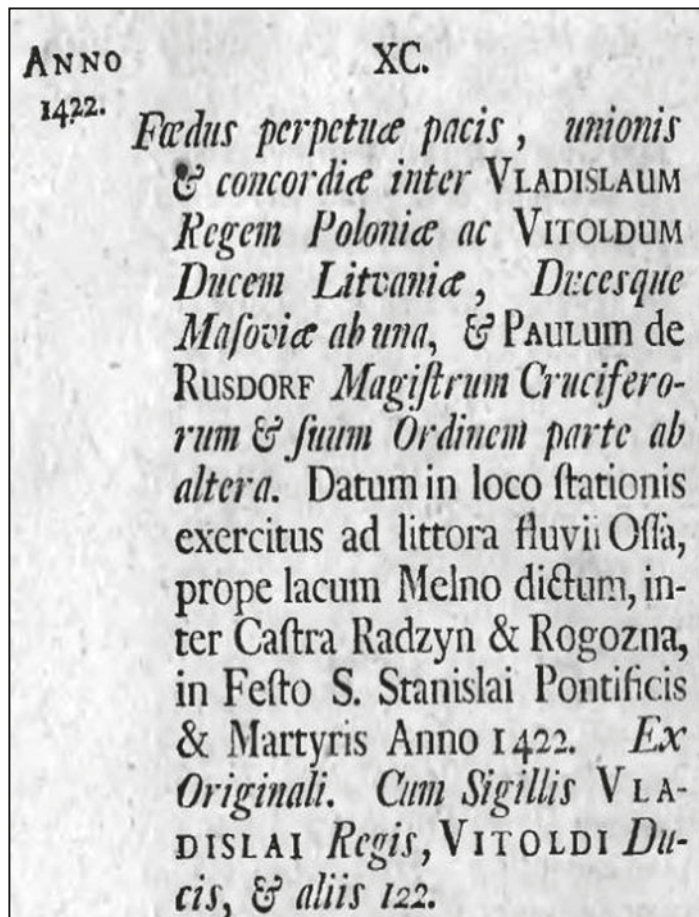 ANNO XC.
1422.
Fœdus perpetuæ pacis, unionis
& concordiæ inter VLADISLAUM
Regem Poloniæ ac VITOLDUM
Ducem Litvaniæ, Ducesque
Maſoviæ ab una, & PAULUM de
RUSDORF Magiſtrum Crucifero-
rum & ſuum Ordinem parte ab
altera. Datum in loco ſtationis
exercitus ad littora fluvii Oſſà,
prope lacum Melno dictum, in-
ter Caſtra Radzyn & Rogozna,
in Feſto S. Stanislai Pontificis
& Martyris Anno 1422. Ex
Originali. Cum Sigillis VLA-
DISLAI Regis, VITOLDI Du-
cis, & aliis 122.